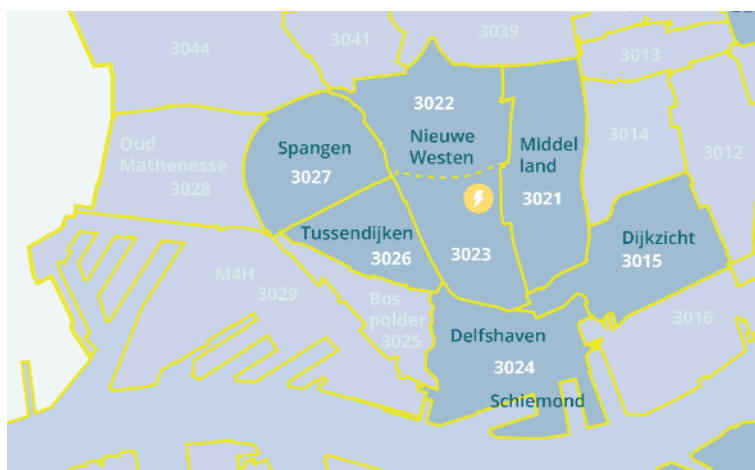 3044
3041
3039
3013
3022
Nieuwe
Westen
Spangen
3027
Middel
land
3021
3014
3012
Oud
Mathenesse
3028
Tussendijken
3026
3023
Dijkzicht
3015
M4H
3029
Bos
polder
3025
Delfshaven
3024
Schiemond
3016